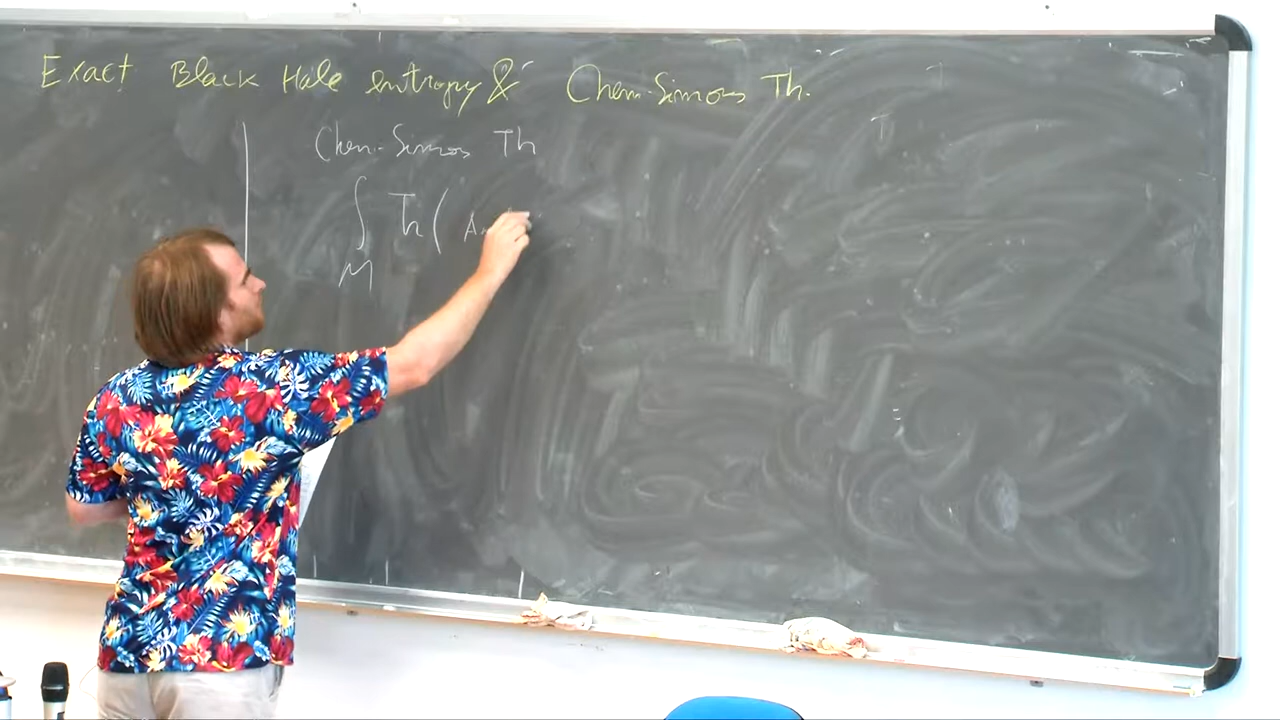 Exact Black Hole entropy & Chern-Simons Th.
Chern-Simons Th
∫ Tr ( A ∧
M